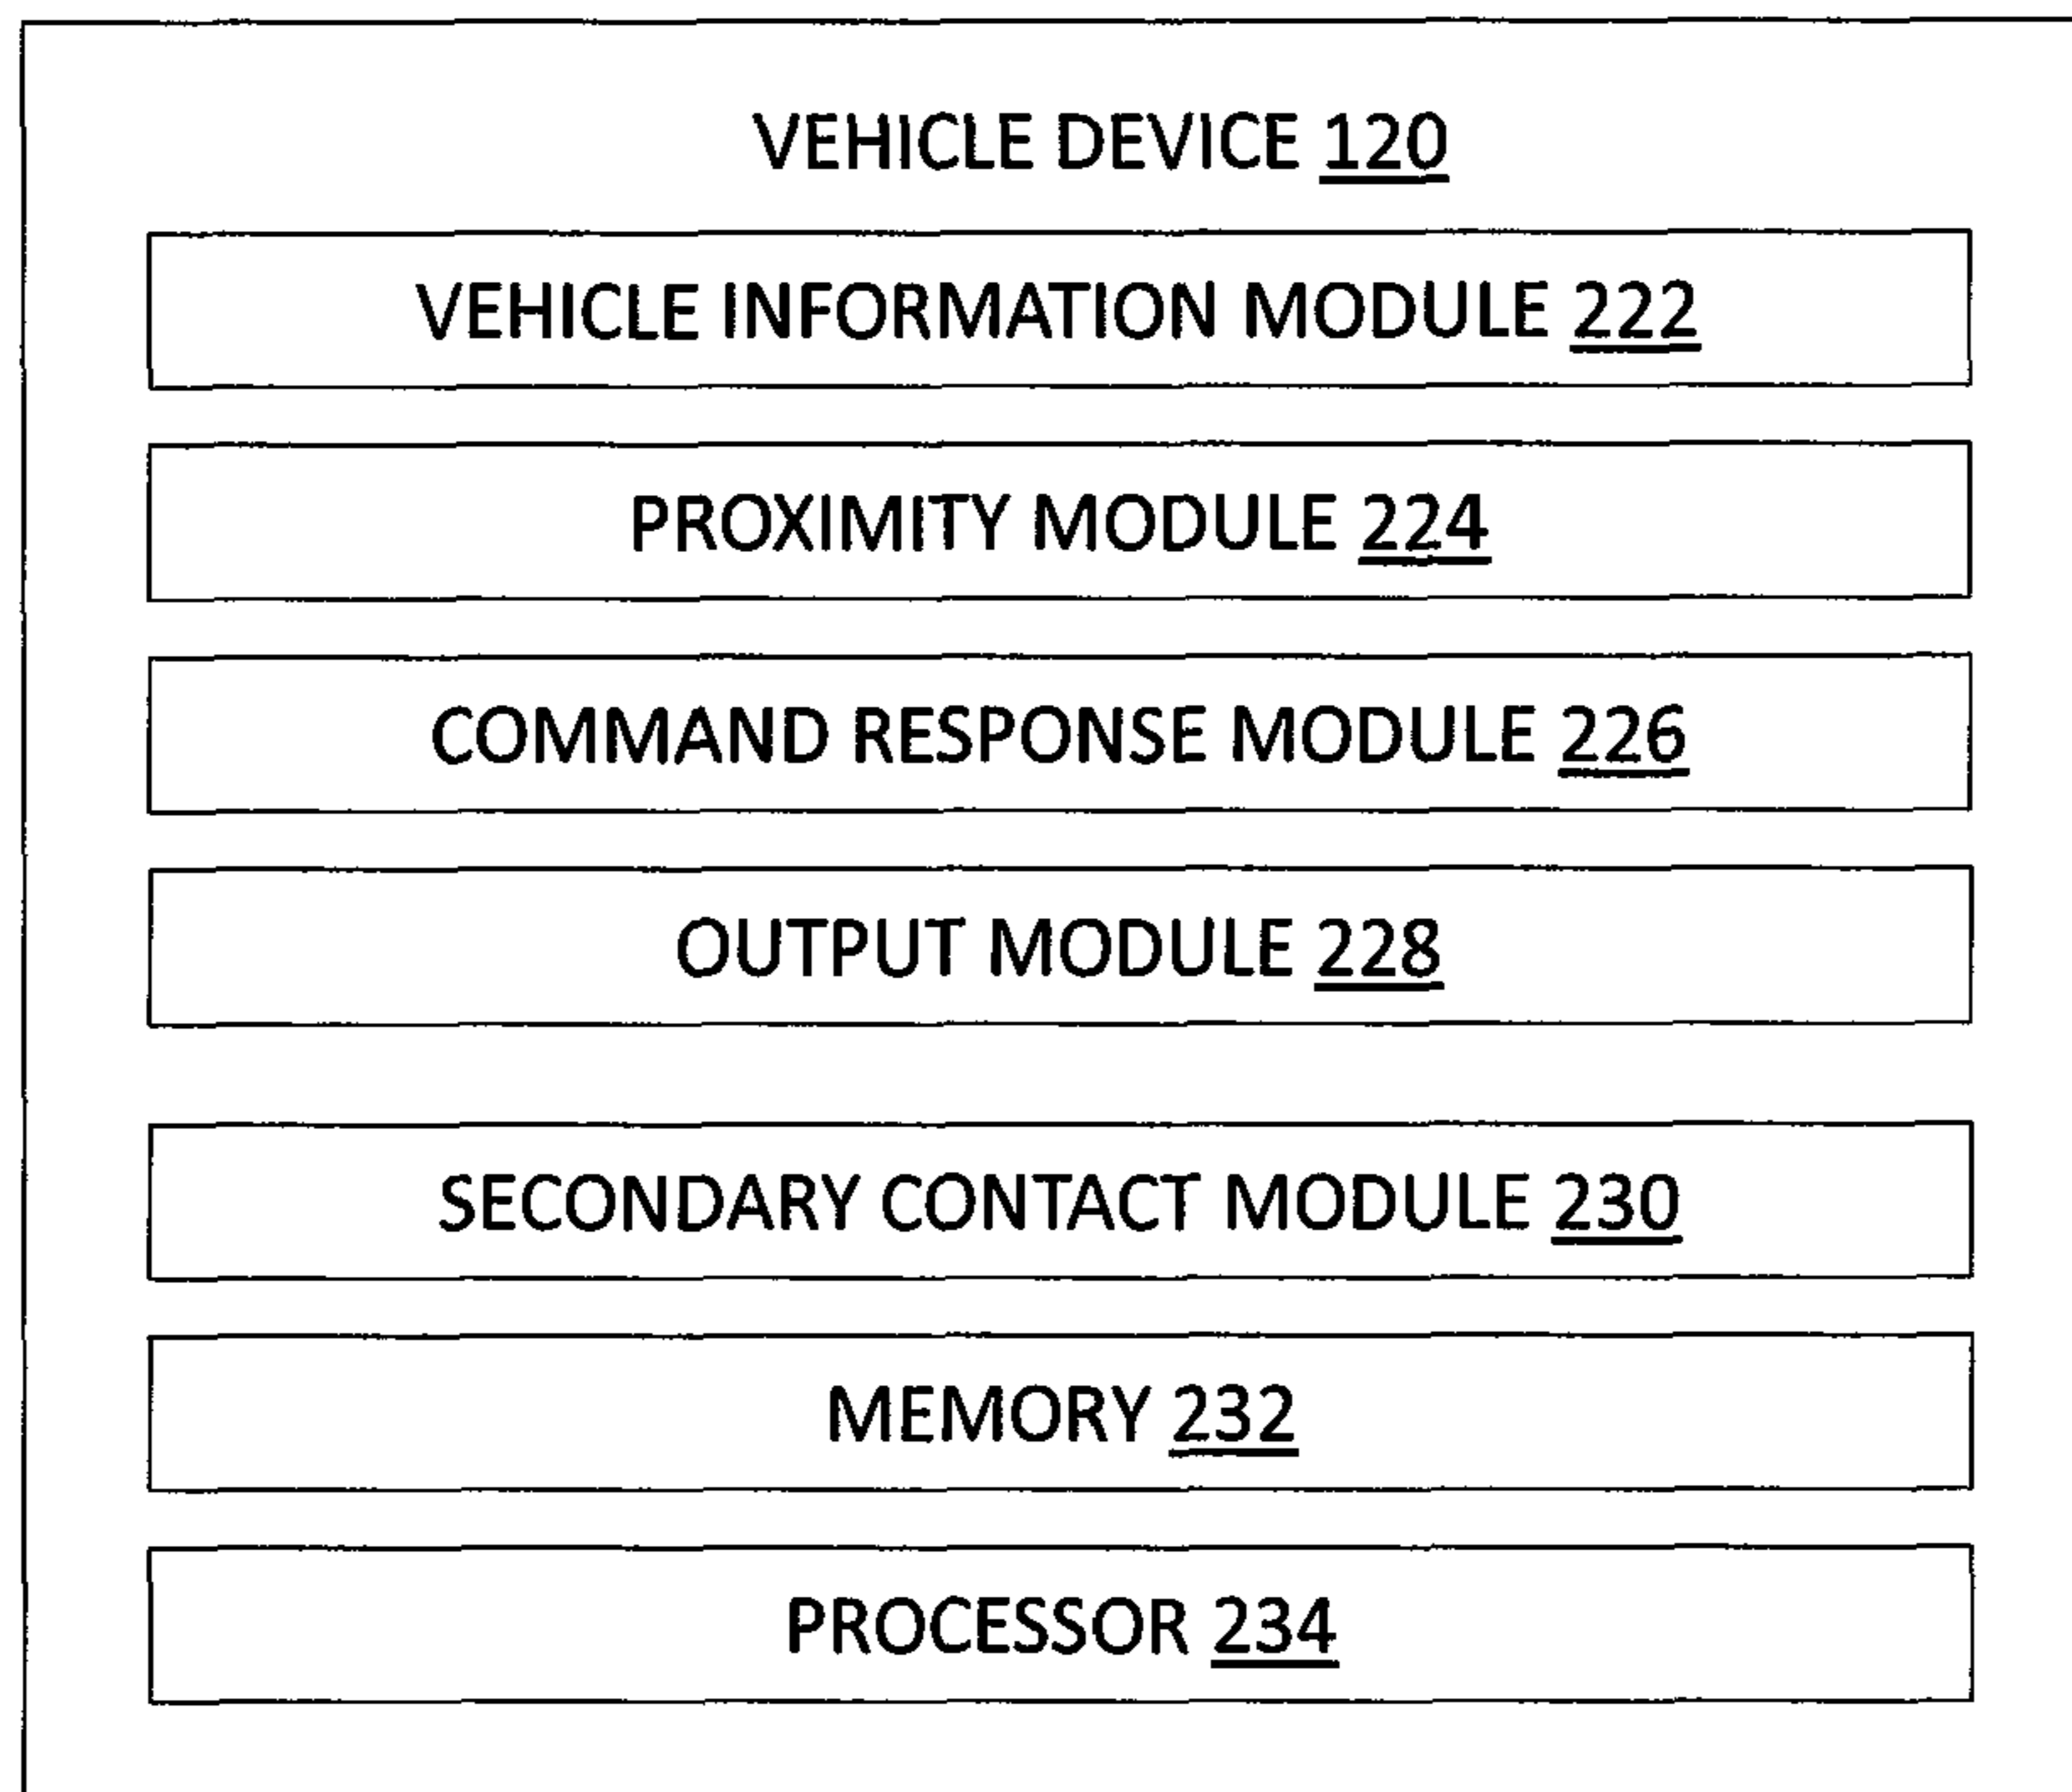 VEHICLE DEVICE 120
VEHICLE INFORMATION MODULE 222
PROXIMITY MODULE 224
COMMAND RESPONSE MODULE 226
OUTPUT MODULE 228
SECONDARY CONTACT MODULE 230
MEMORY 232
PROCESSOR 234